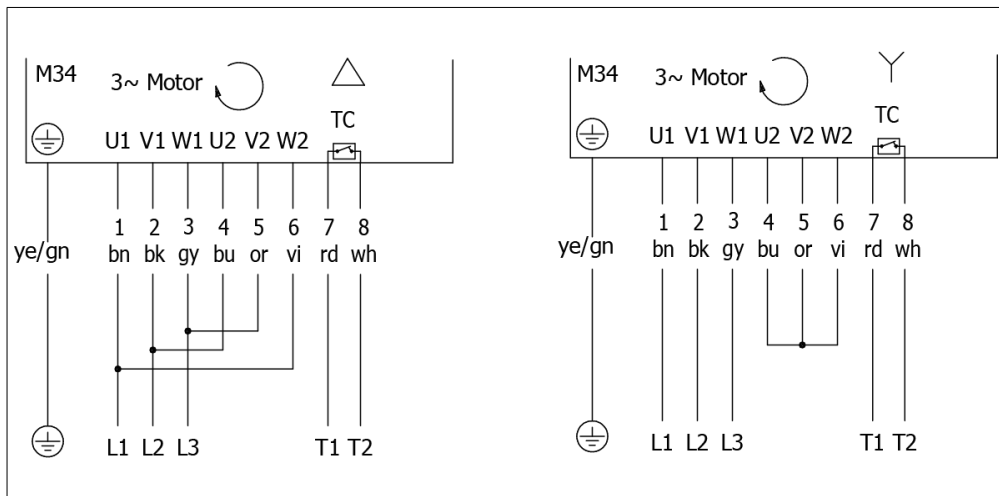 M34 3~ Motor
TC
U1 V1 W1 U2 V2 W2
1 2 3 4 5 6 7 8
ye/gn bn bk gy bu or vi rd wh
L1 L2 L3 T1 T2
M34 3~ Motor
TC
U1 V1 W1 U2 V2 W2
1 2 3 4 5 6 7 8
ye/gn bn bk gy bu or vi rd wh
L1 L2 L3 T1 T2